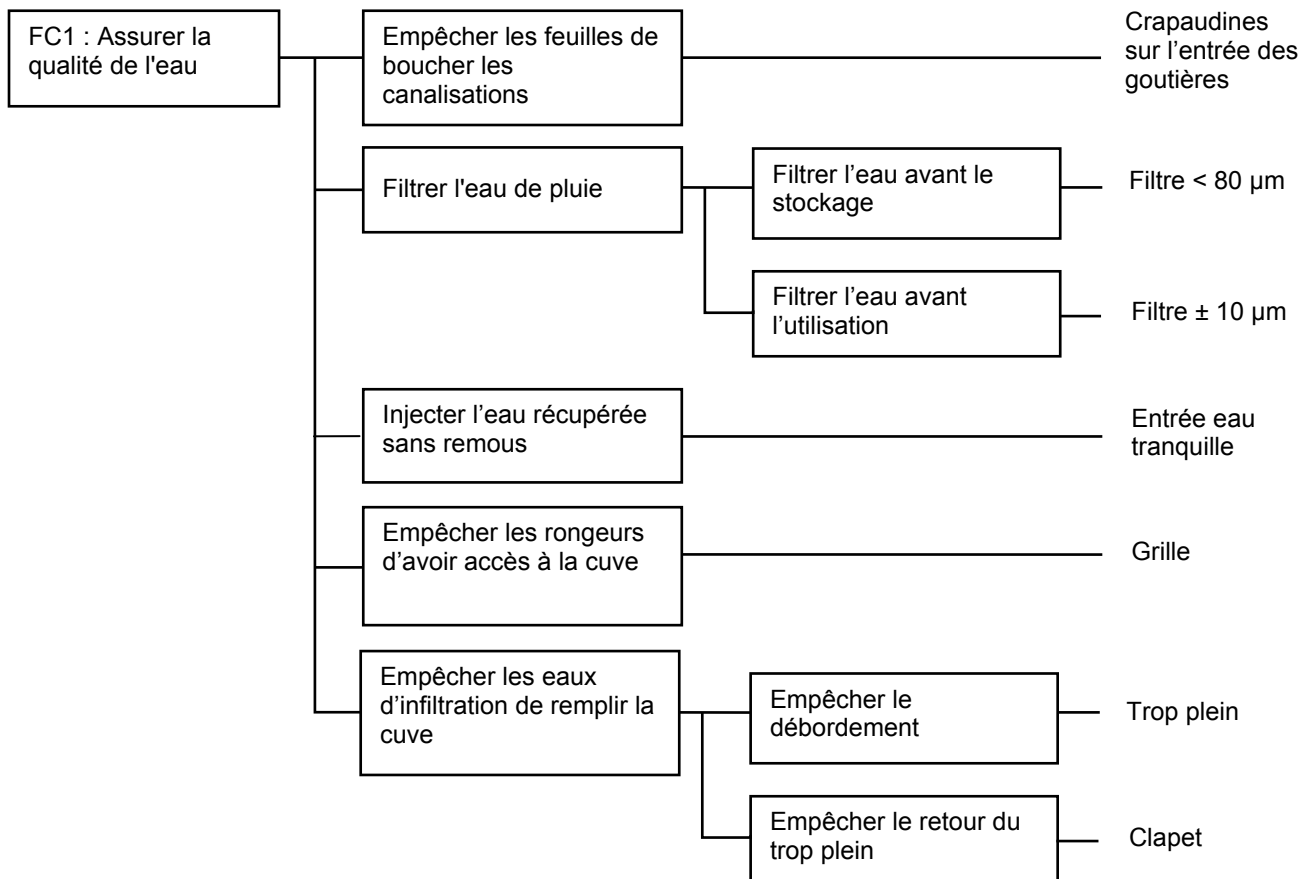 FC1 : Assurer la
qualité de l'eau
Empêcher les feuilles de
boucher les
canalisations
Crapaudines
sur l’entrée des
goutières
Filtrer l'eau de pluie
Filtrer l’eau avant le
stockage
Filtre < 80 µm
Filtrer l’eau avant
l’utilisation
Filtre ± 10 µm
Injecter l’eau récupérée
sans remous
Entrée eau
tranquille
Empêcher les rongeurs
d’avoir accès à la cuve
Grille
Empêcher les eaux
d’infiltration de remplir la
cuve
Empêcher le
débordement
Trop plein
Empêcher le retour du
trop plein
Clapet